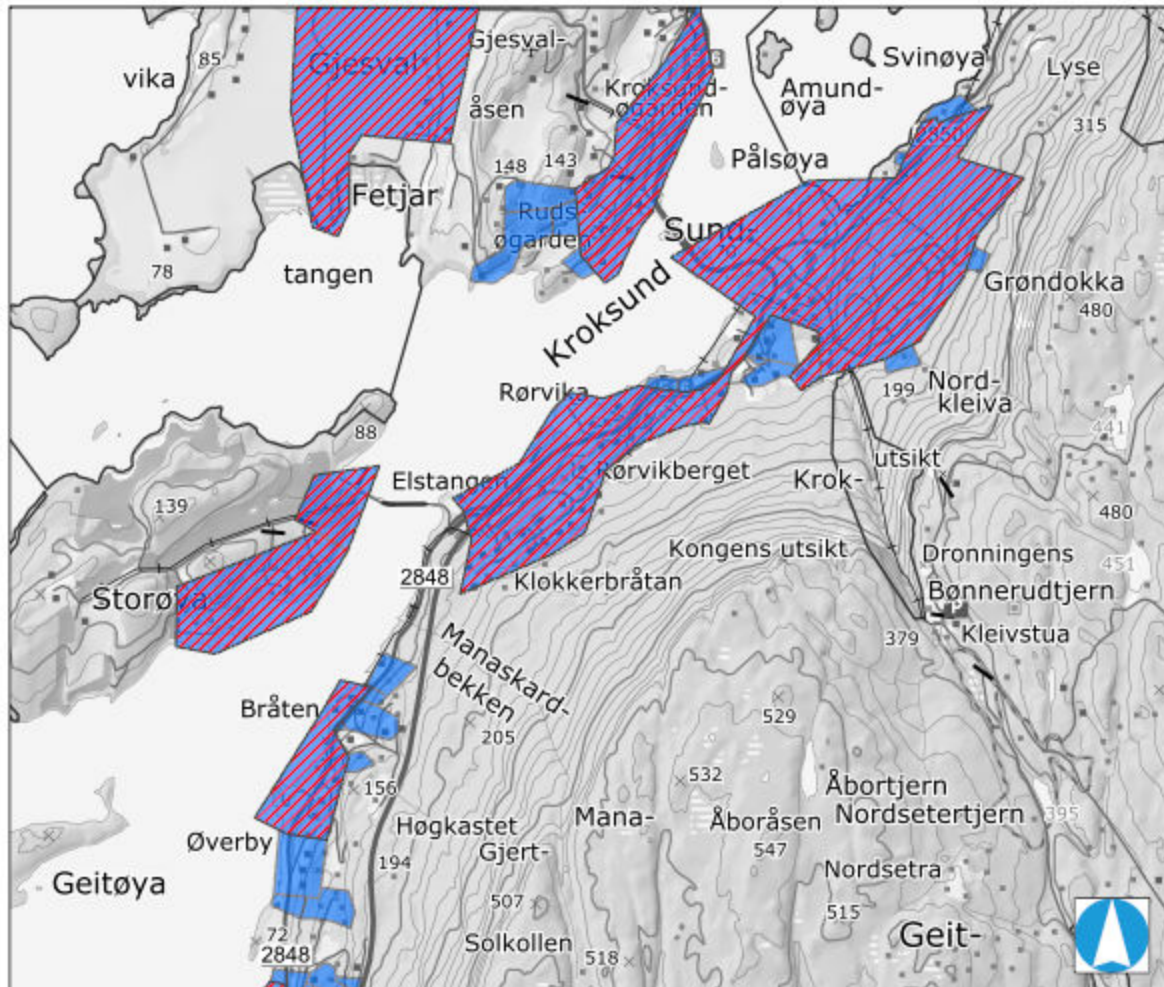 Gjesval-
Svinøya
Lyse
vika
85
Gjesval-
Kroksund-
øgarden
Amund-
øya
åsen
315
2850
148
143
Pålsøya
Fetjar
Ruds-
øgarden
Sund-
78
tangen
Grøndokka
480
Kroksund
Rørvika
199
Nord-
kleiva
441
88
Elstangen
Rørvikberget
Krok-
utsikt
139
480
Kongens utsikt
Dronningens
451
2848
Klokkerbråtan
Bønnerudtjern
P
Storøya
379
Kleivstua
Manaskard-
bekken
Bråten
529
205
532
156
Åbortjern
Nordsetertjern
395
Mana-
Åboråsen
Høgkastet
Øverby
Gjert-
547
194
Nordsetra
Geitøya
507
515
72
2848
Solkollen
518
Geit-